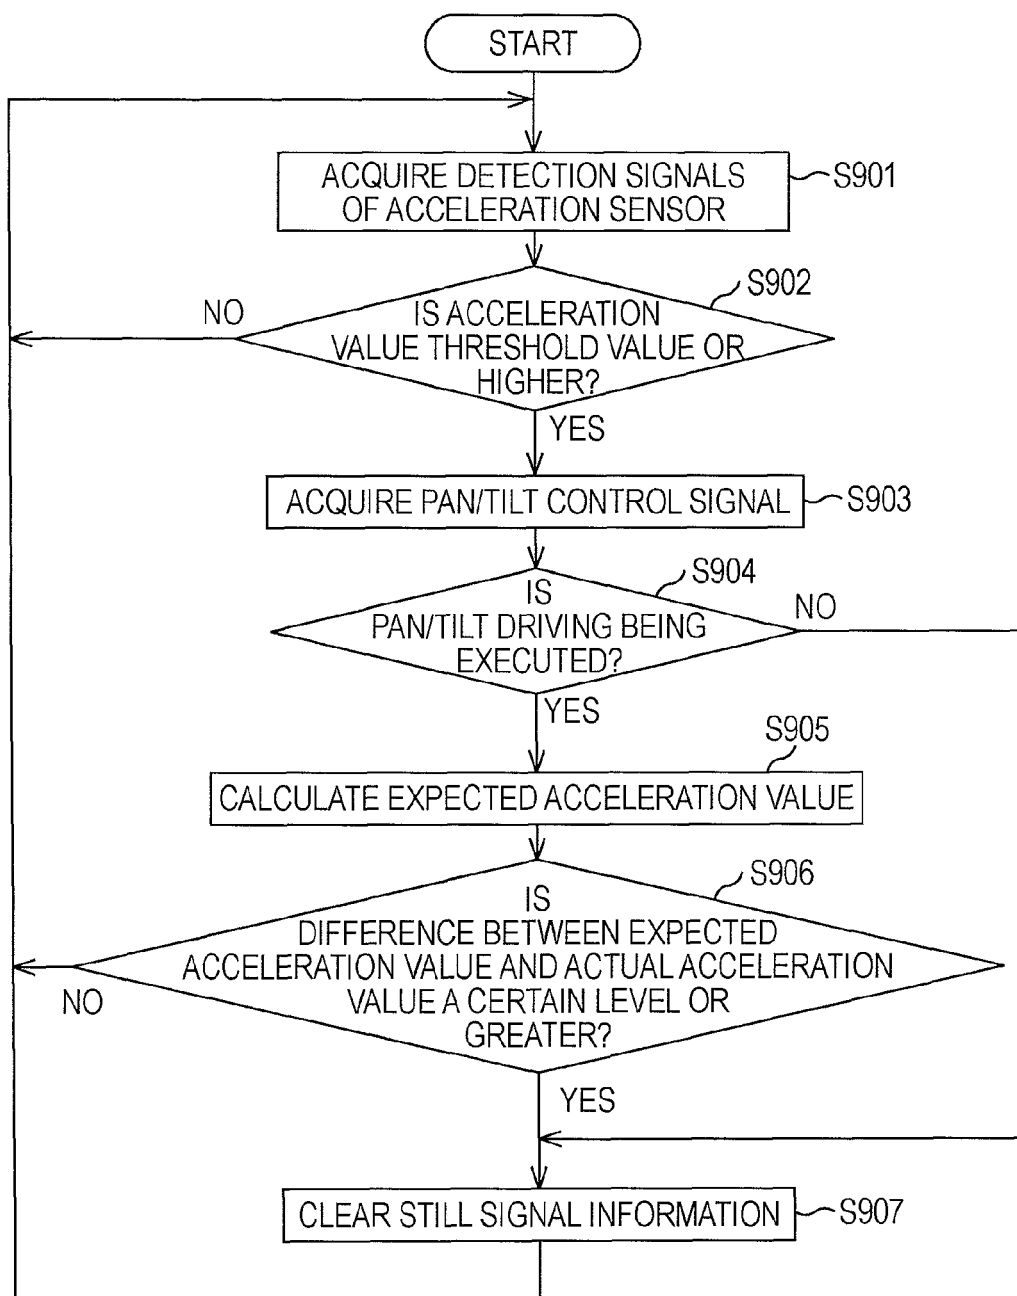 START
ACQUIRE DETECTION SIGNALS
OF ACCELERATION SENSOR
S901
S902
NO
IS ACCELERATION
VALUE THRESHOLD VALUE OR
HIGHER?
YES
ACQUIRE PAN/TILT CONTROL SIGNAL
S903
S904
IS
PAN/TILT DRIVING BEING
EXECUTED?
NO
YES
S905
CALCULATE EXPECTED ACCELERATION VALUE
S906
IS
DIFFERENCE BETWEEN EXPECTED
ACCELERATION VALUE AND ACTUAL ACCELERATION
VALUE A CERTAIN LEVEL OR
GREATER?
NO
YES
CLEAR STILL SIGNAL INFORMATION
S907